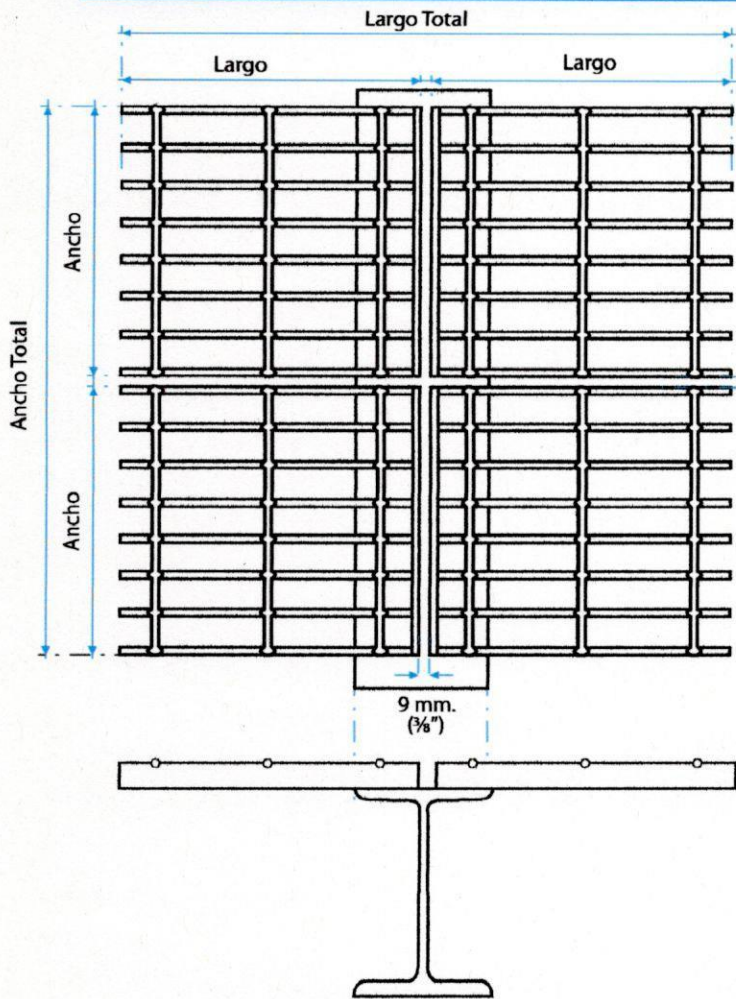 Largo Total
Largo
Largo
Ancho Total
Ancho
Ancho
9 mm.
(⅜")